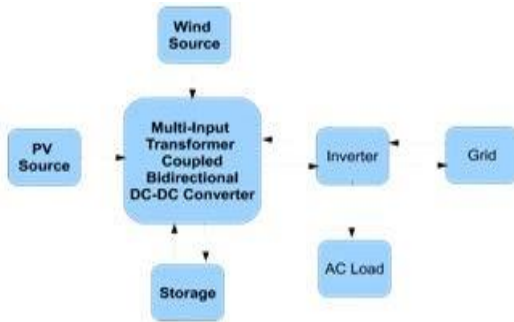 Wind
Source
PV
Source
Multi-Input
Transformer
Coupled
Bidirectional
DC-DC Converter
Inverter
Grid
Storage
AC Load